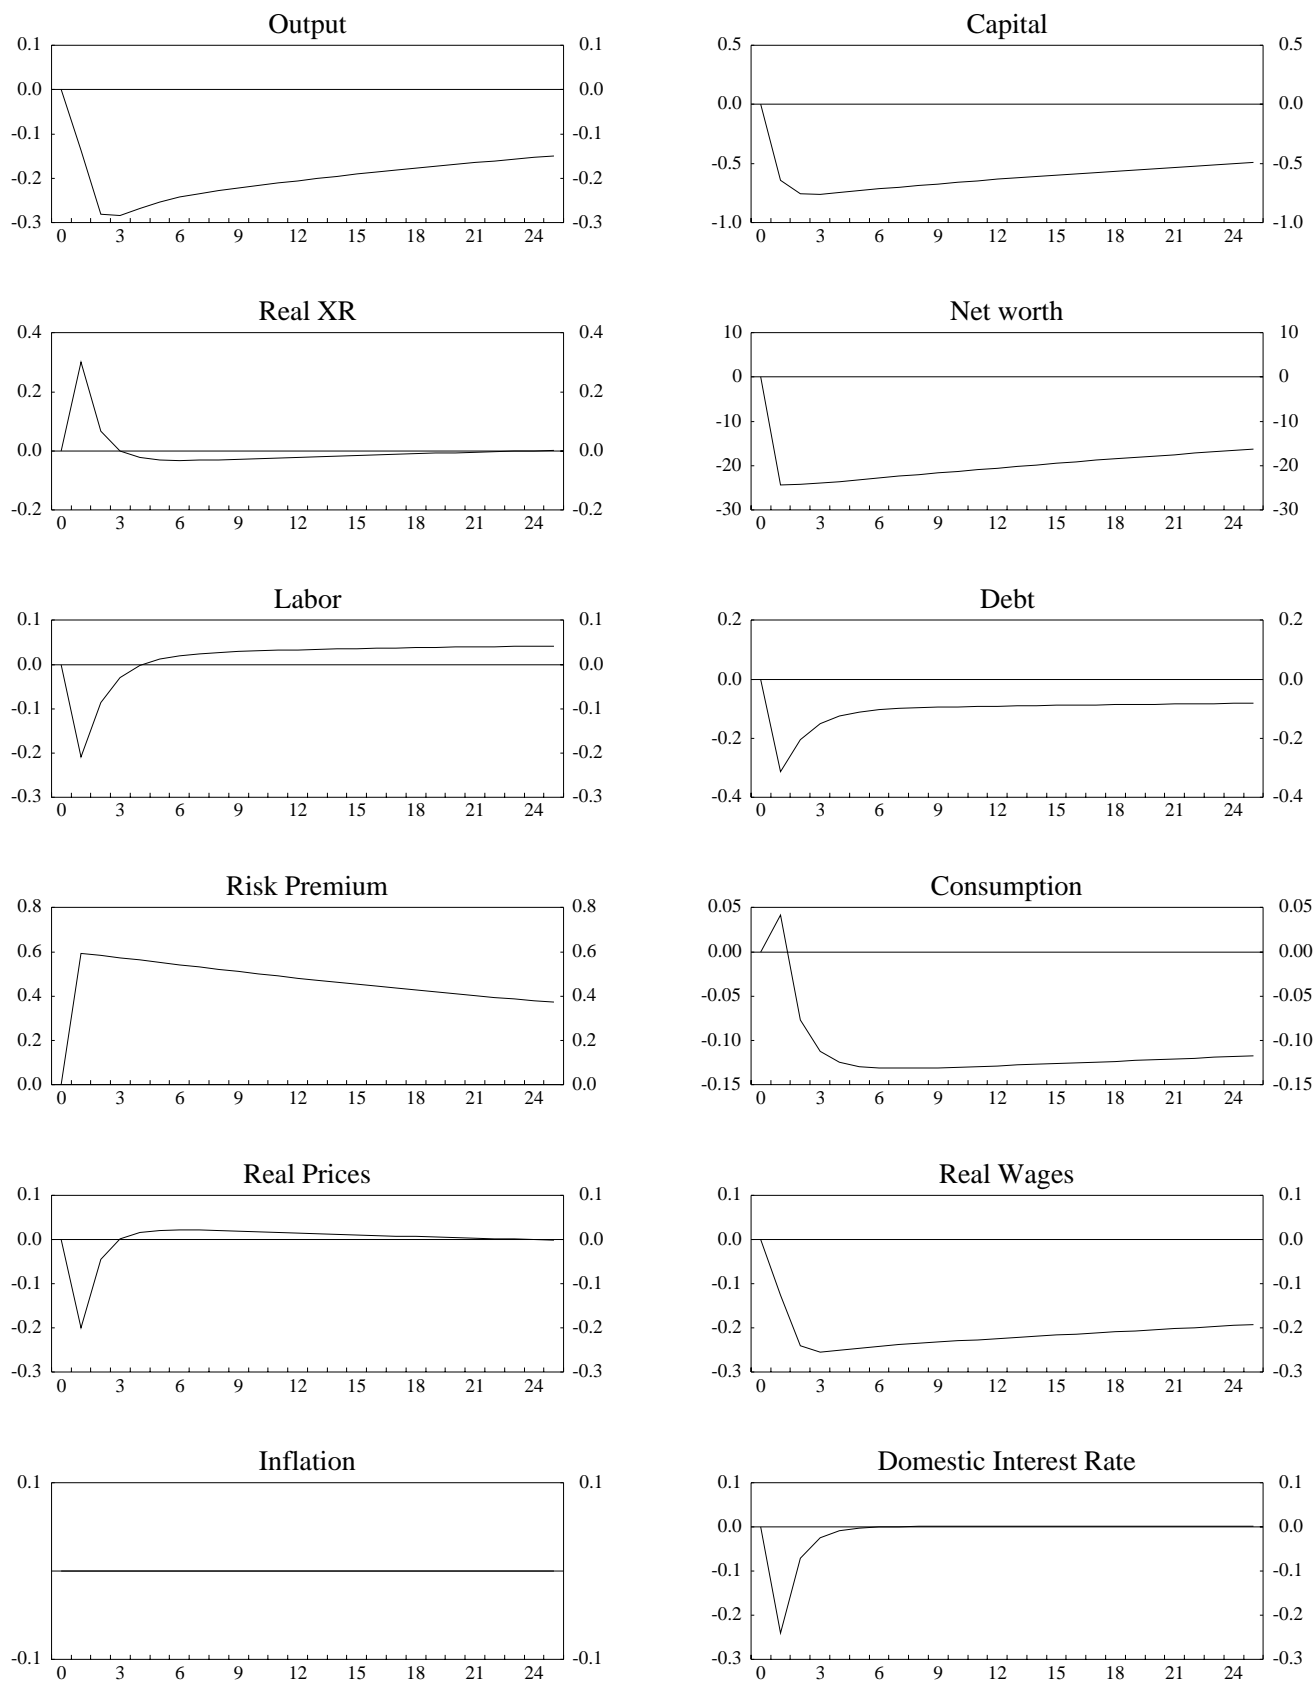 Output
Capital
0.1 0.1 0.5 0.5
0.0 0.0 0.0 0.0
-0.1 -0.1
-0.5 -0.5
-0.2 -0.2
-0.3 -0.3 -1.0 -1.0
0 3 6 9 12 15 18 21 24 0 3 6 9 12 15 18 21 24
Real XR
Net worth
0.4 0.4 10 10
0 0
0.2 0.2
-10 -10
0.0 0.0
-20 -20
-0.2 -0.2 -30 -30
0 3 6 9 12 15 18 21 24 0 3 6 9 12 15 18 21 24
Labor
Debt
0.1 0.1 0.2 0.2
0.0 0.0 0.0 0.0
-0.1 -0.1
-0.2 -0.2
-0.2 -0.2
-0.3 -0.3 -0.4 -0.4
0 3 6 9 12 15 18 21 24 0 3 6 9 12 15 18 21 24
Risk Premium
Consumption
0.8 0.8 0.05 0.05
0.6 0.6 0.00 0.00
0.4 0.4 -0.05 -0.05
0.2 0.2 -0.10 -0.10
0.0 0.0 -0.15 -0.15
0 3 6 9 12 15 18 21 24 0 3 6 9 12 15 18 21 24
Real Prices
Real Wages
0.1 0.1 0.1 0.1
0.0 0.0 0.0 0.0
-0.1 -0.1 -0.1 -0.1
-0.2 -0.2 -0.2 -0.2
-0.3 -0.3 -0.3 -0.3
0 3 6 9 12 15 18 21 24 0 3 6 9 12 15 18 21 24
Inflation
Domestic Interest Rate
0.1 0.1 0.1 0.1
0.0 0.0
-0.1 -0.1
-0.2 -0.2
-0.1 -0.1 -0.3 -0.3
0 3 6 9 12 15 18 21 24 0 3 6 9 12 15 18 21 24